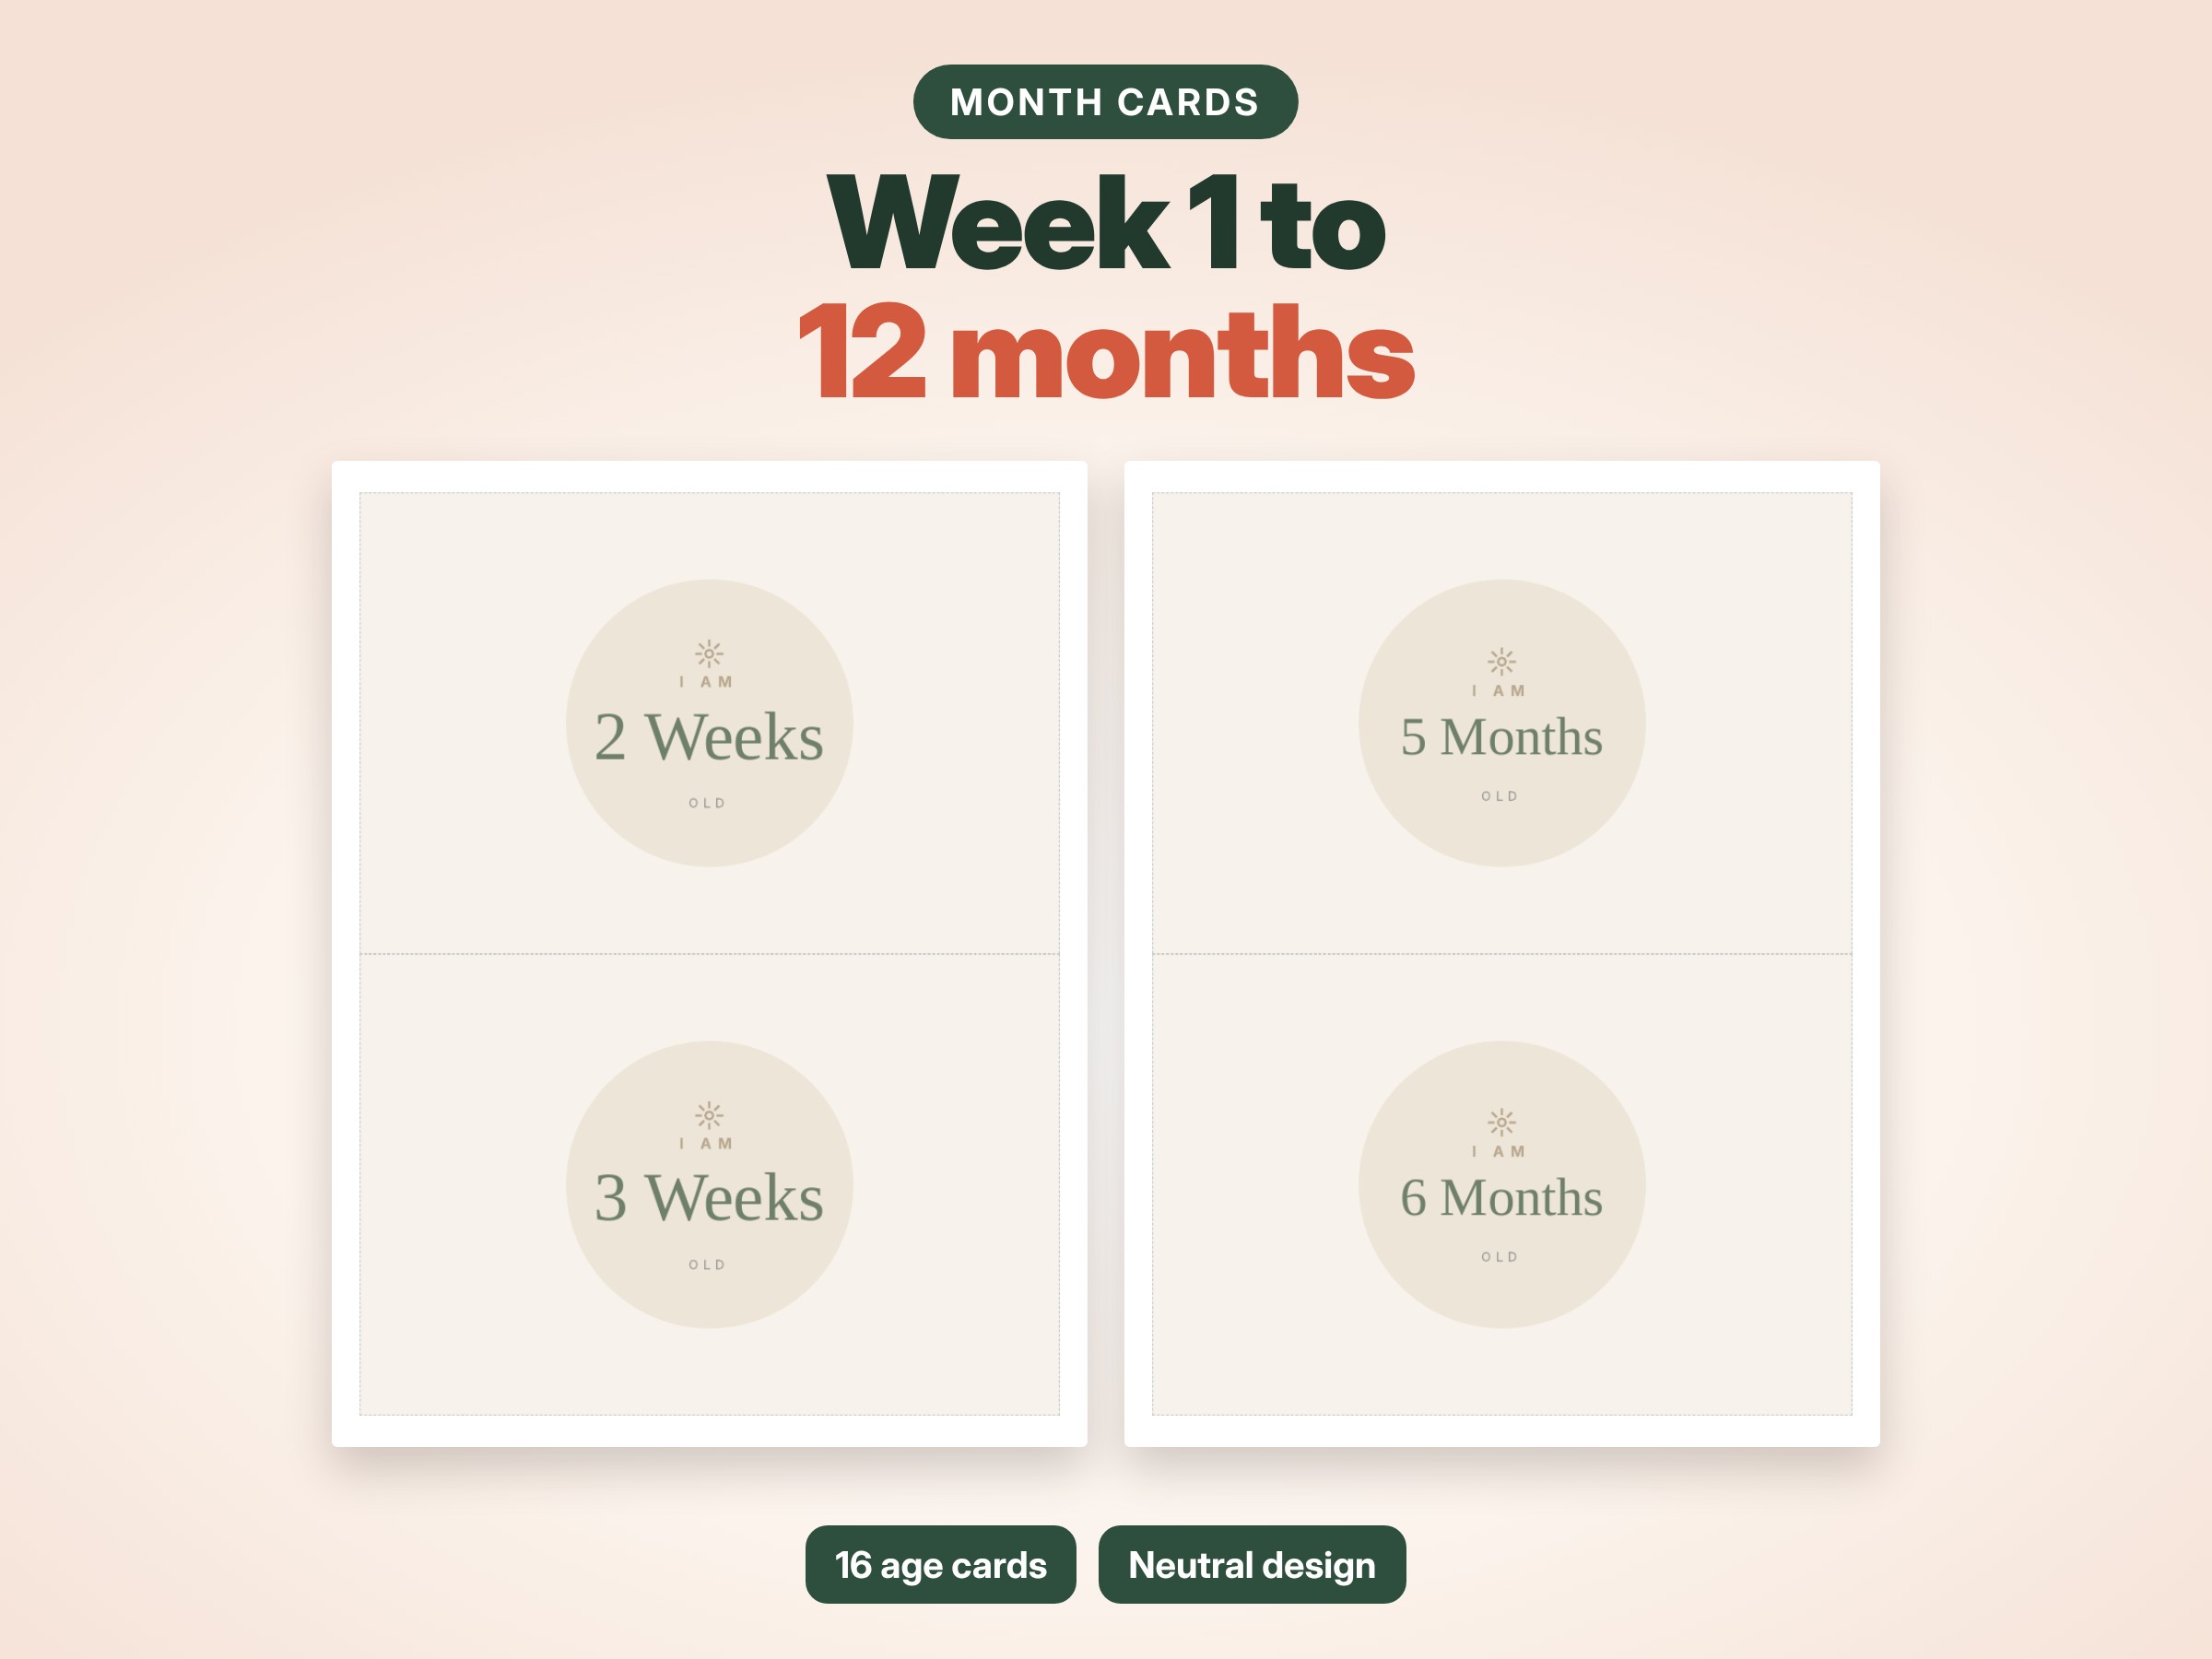 MONTH CARDS
Week 1 to
12 months
I AM
2 Weeks
OLD
I AM
3 Weeks
OLD
I AM
5 Months
OLD
I AM
6 Months
OLD
16 age cards
Neutral design